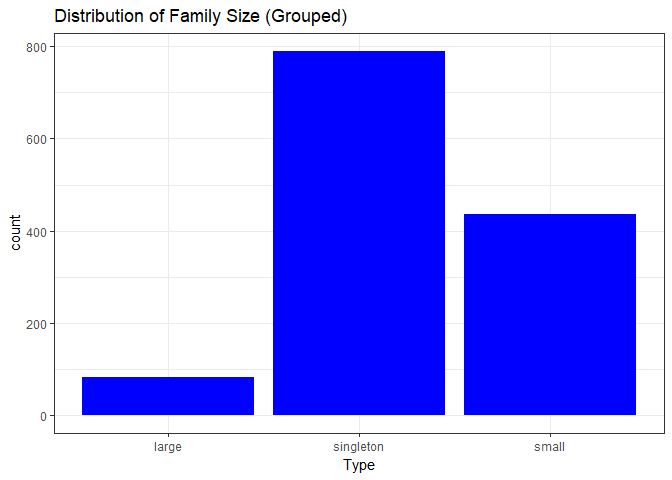 Distribution of Family Size (Grouped)
800
600
400
200
0
count
large singleton small
Type